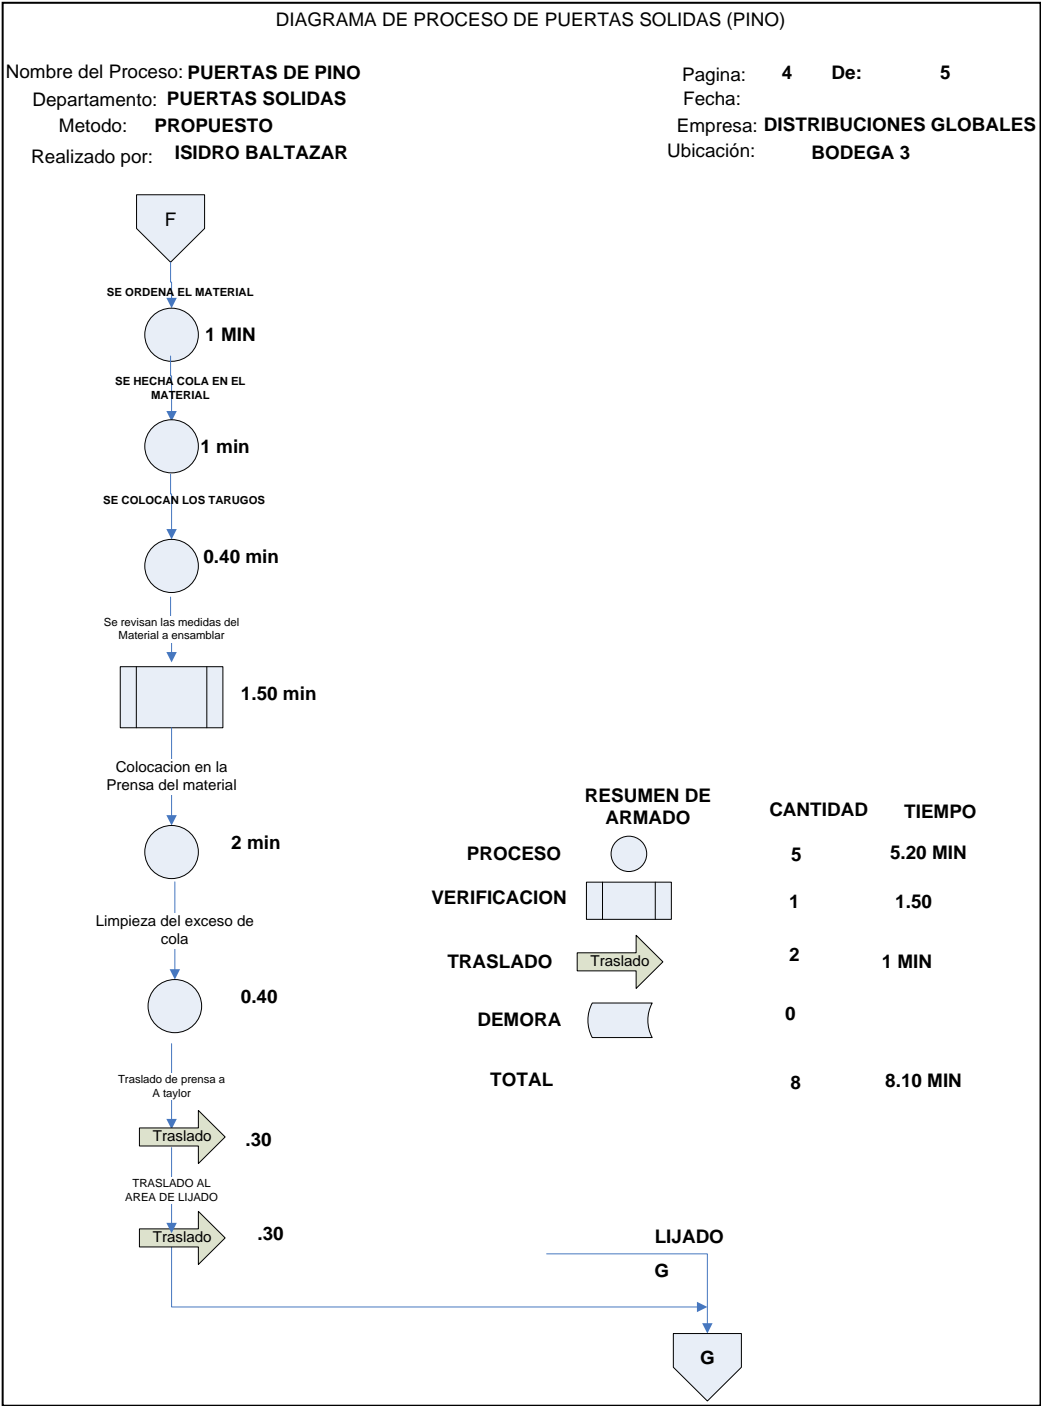 DIAGRAMA DE PROCESO DE PUERTAS SOLIDAS (PINO)
Nombre del Proceso: PUERTAS DE PINO
Departamento: PUERTAS SOLIDAS
Metodo: PROPUESTO
Realizado por: ISIDRO BALTAZAR
Pagina: 4 De: 5
Fecha:
Empresa: DISTRIBUCIONES GLOBALES
Ubicación: BODEGA 3
F
SE ORDENA EL MATERIAL
1 MIN
SE HECHA COLA EN EL
MATERIAL
1 min
SE COLOCAN LOS TARUGOS
0.40 min
Se revisan las medidas del
Material a ensamblar
1.50 min
Colocacion en la
Prensa del material
2 min
Limpieza del exceso de
cola
0.40
Traslado de prensa a
A taylor
Traslado .30
TRASLADO AL
AREA DE LIJADO
Traslado .30
RESUMEN DE
ARMADO
CANTIDAD TIEMPO
PROCESO 5 5.20 MIN
VERIFICACION 1 1.50
TRASLADO Traslado 2 1 MIN
DEMORA 0
TOTAL 8 8.10 MIN
LIJADO
G
G